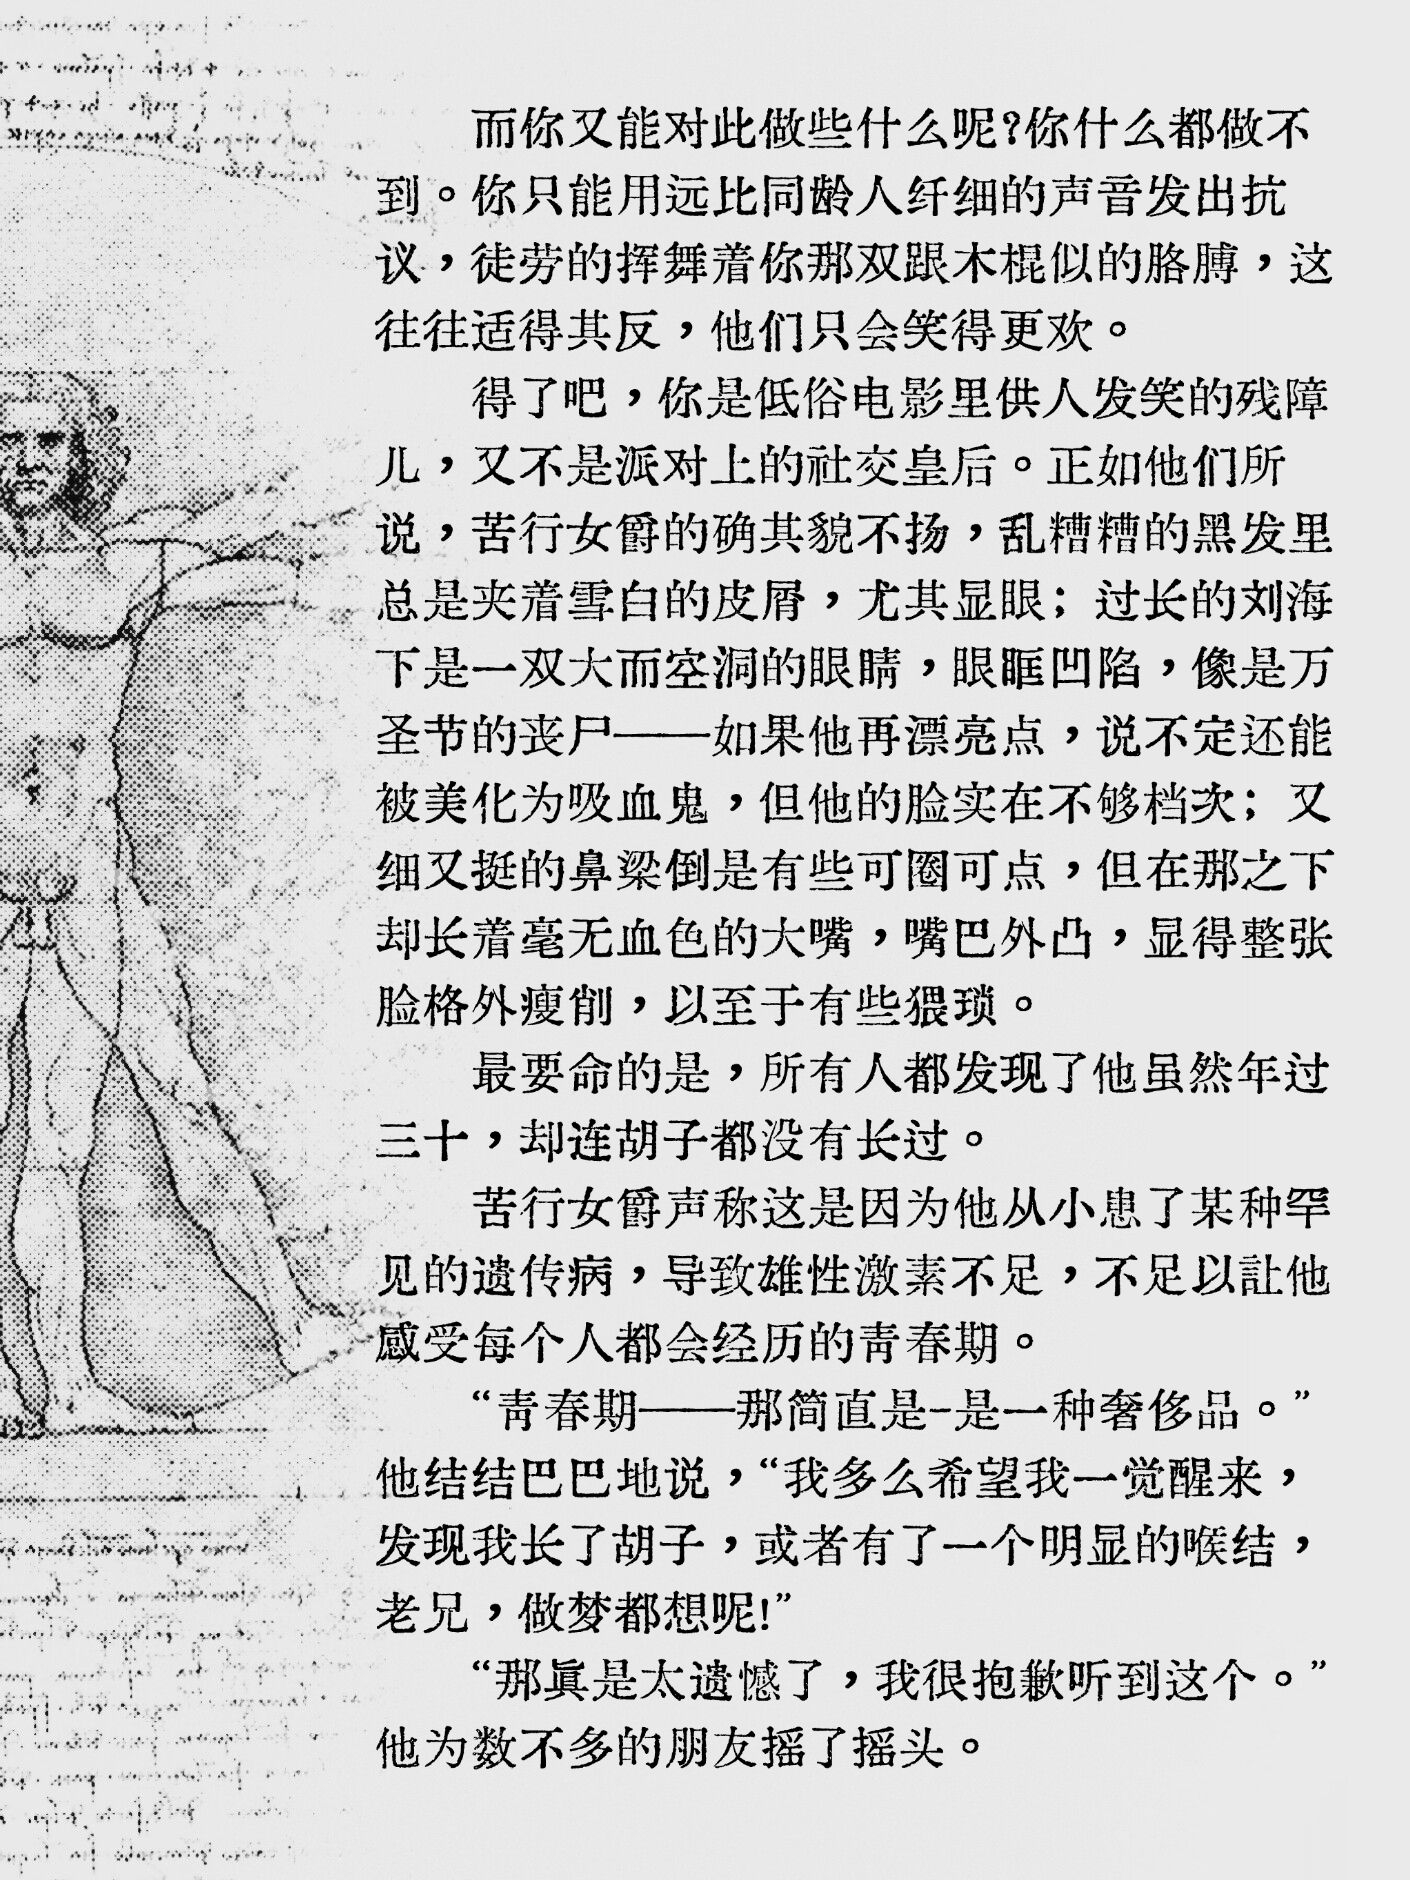 而你又能对此做些什么呢?你什么都做不
到。你只能用远比同龄人纤细的声音发出抗
议，徒劳的挥舞着你那双跟木棍似的胳膊，这
往往适得其反，他们只会笑得更欢。
得了吧，你是低俗电影里供人发笑的残障
儿，又不是派对上的社交皇后。正如他们所
说，苦行女爵的确其貌不扬，乱糟糟的黑发里
总是夹着雪白的皮屑，尤其显眼；过长的刘海
下是一双大而空洞的眼睛，眼眶凹陷，像是万
圣节的丧尸——如果他再漂亮点，说不定还能
被美化为吸血鬼，但他的脸实在不够档次；又
细又挺的鼻梁倒是有些可圈可点，但在那之下
却长着毫无血色的大嘴，嘴巴外凸，显得整张
脸格外瘦削，以至于有些猥琐。
最要命的是，所有人都发现了他虽然年过
三十，却连胡子都没有长过。
苦行女爵声称这是因为他从小患了某种罕
见的遗传病，导致雄性激素不足，不足以訨他
感受每个人都会经历的青春期。
“青春期——那简直是-是一种奢侈品。”
他结结巴巴地说，“我多么希望我一觉醒来，
发现我长了胡子，或者有了一个明显的喉结，
老兄，做梦都想呢!”
“那真是太遗憾了，我很抱歉听到这个。”
他为数不多的朋友摇了摇头。